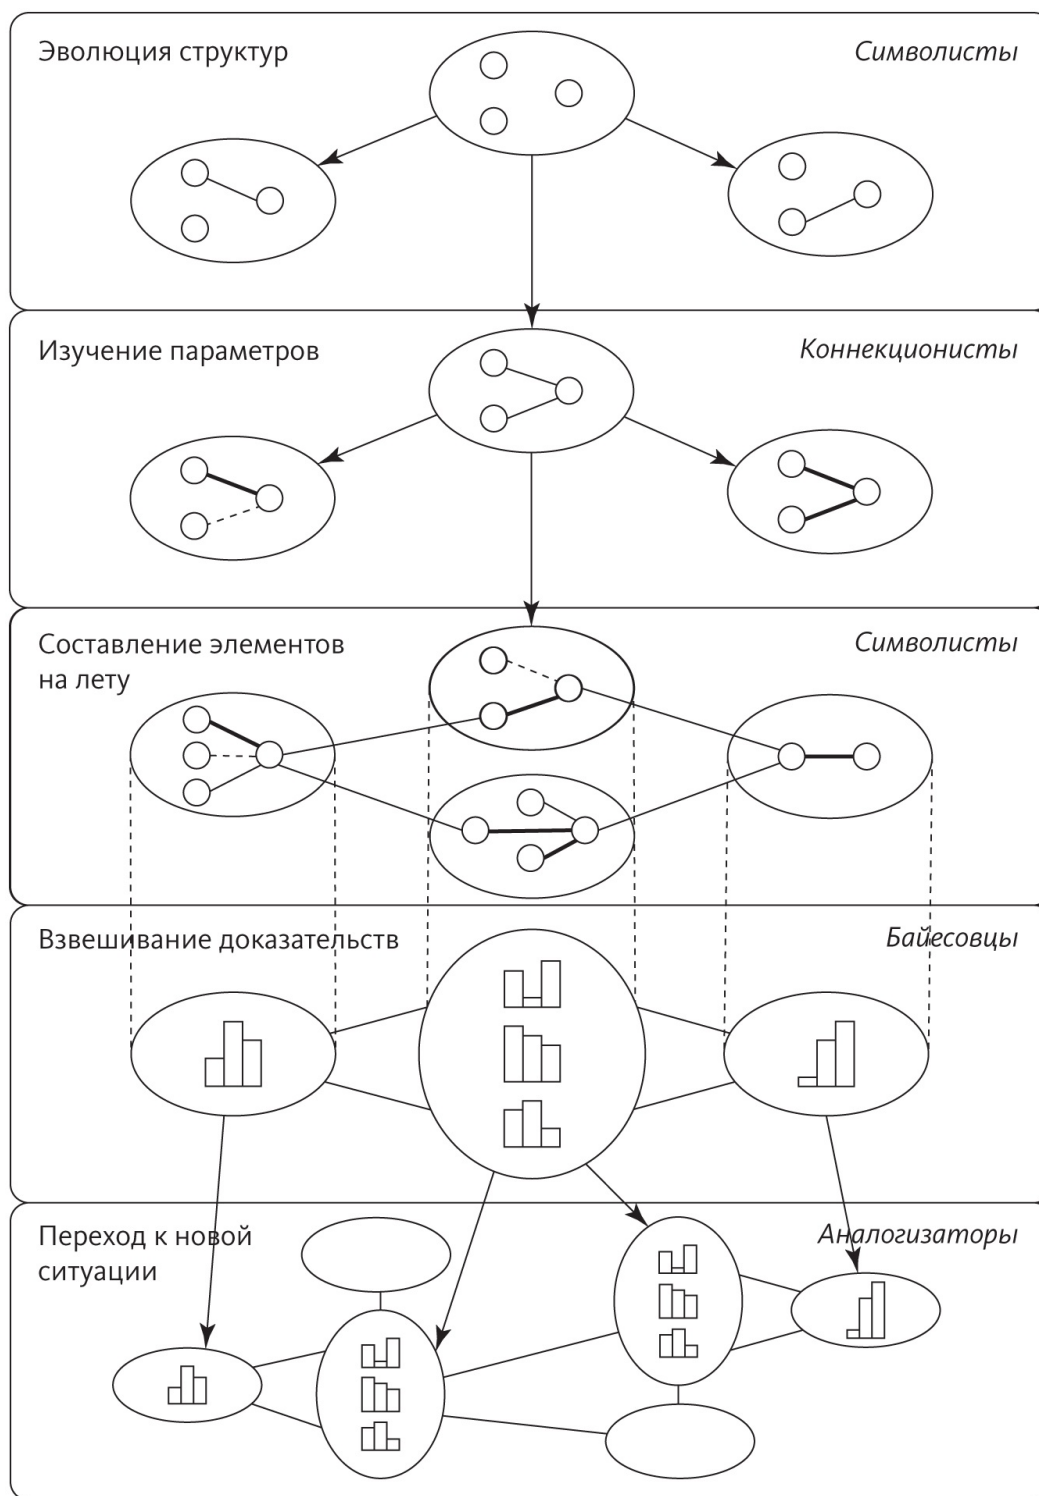 Эволюция структур
Символисты
Изучение параметров
Коннекционисты
Составление элементов
на лету
Символисты
Взвешивание доказательств
Байесовцы
Переход к новой
ситуации
Аналогизаторы